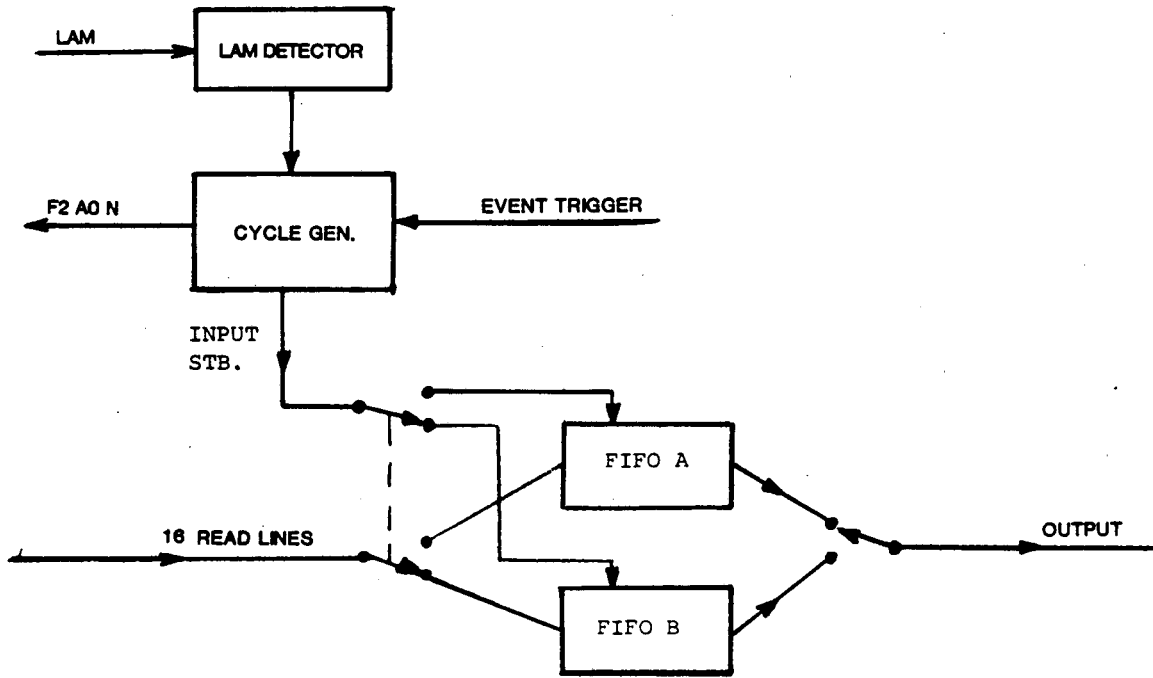 LAM
LAM DETECTOR
F2 A0 N
CYCLE GEN.
EVENT TRIGGER
INPUT
STB.
FIFO A
16 READ LINES
OUTPUT
FIFO B